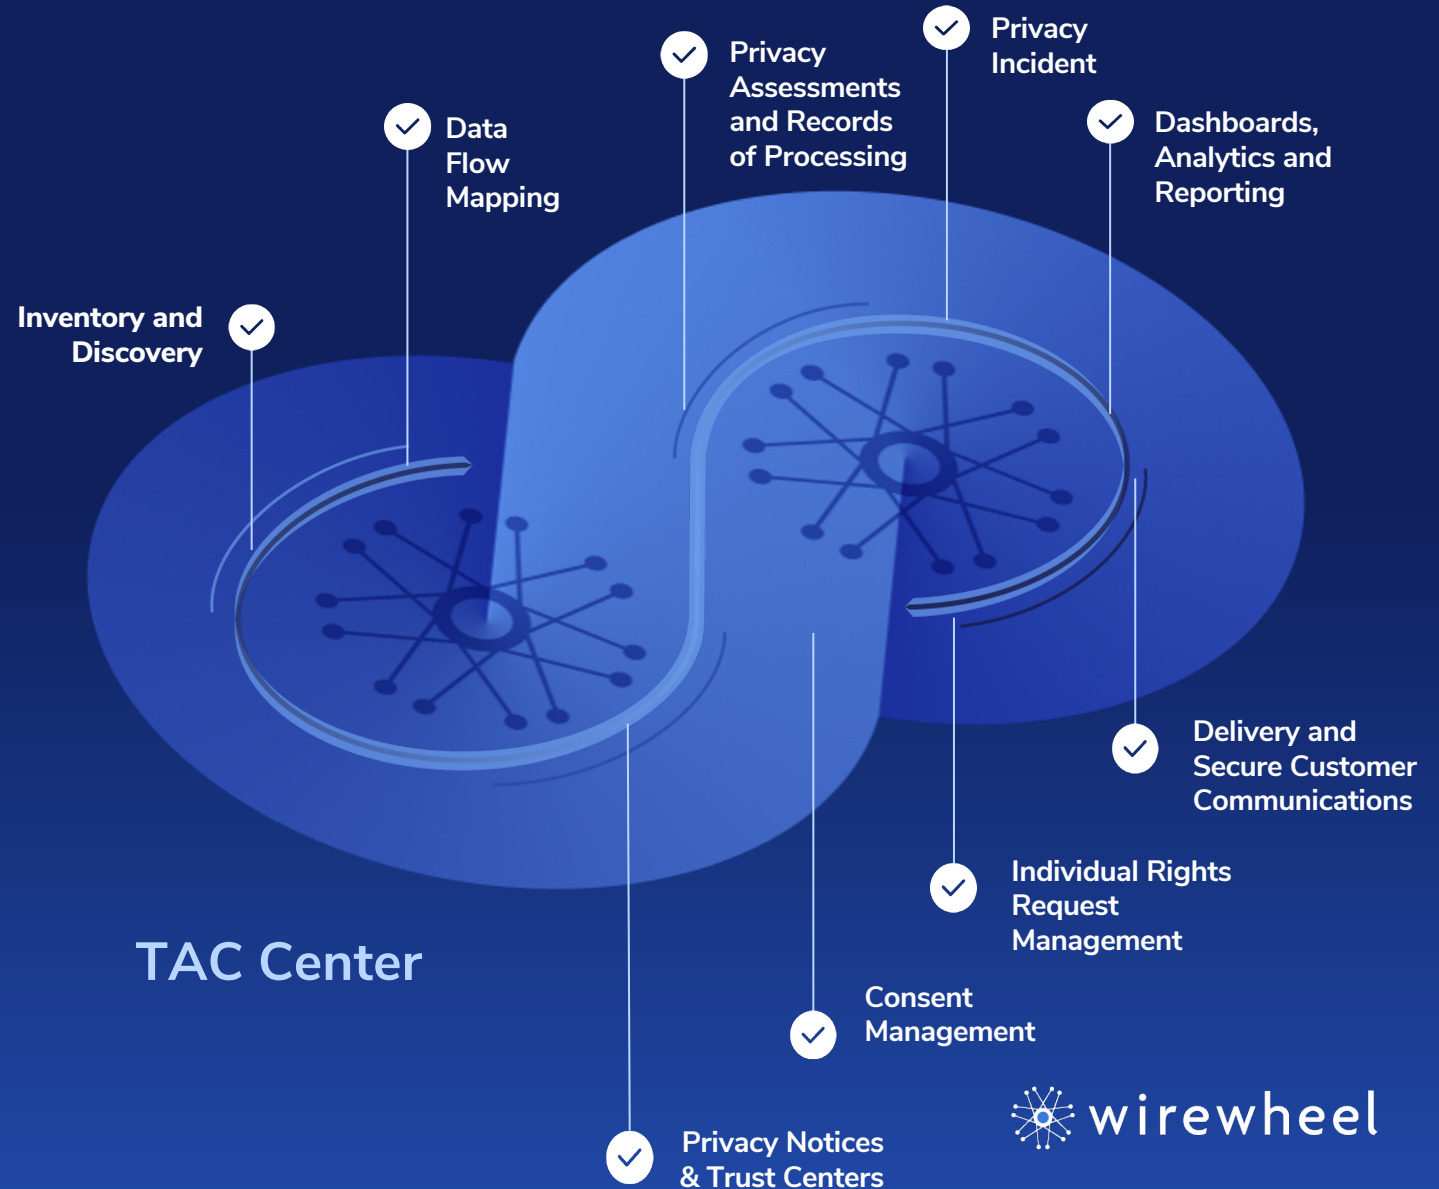 Privacy
Incident
Privacy
Assessments
and Records
of Processing
Data
Flow
Mapping
Dashboards,
Analytics and
Reporting
Inventory and
Discovery
Delivery and
Secure Customer
Communications
Individual Rights
Request
Management
TAC Center
Consent
Management
wirewheel
Privacy Notices
& Trust Centers